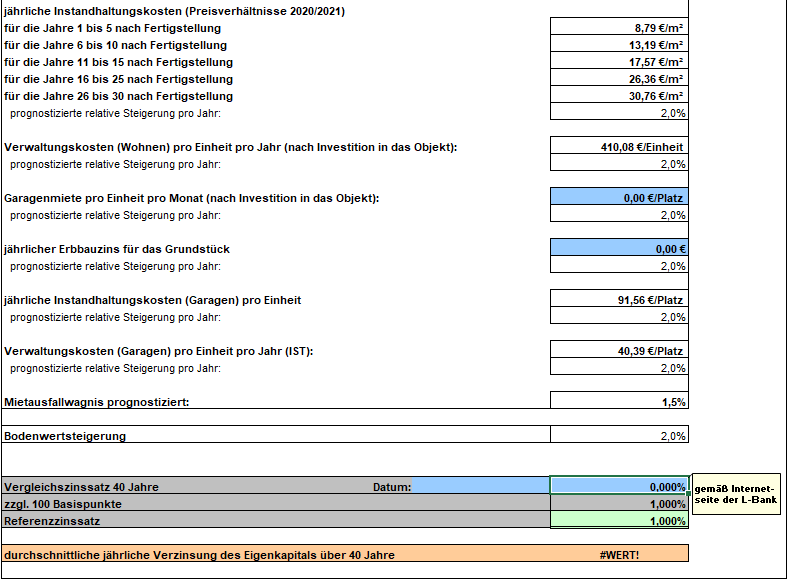 jährliche Instandhaltungskosten (Preisverhältnisse 2020/2021)
für die Jahre 1 bis 5 nach Fertigstellung 8,79 €/m²
für die Jahre 6 bis 10 nach Fertigstellung 13,19 €/m²
für die Jahre 11 bis 15 nach Fertigstellung 17,57 €/m²
für die Jahre 16 bis 25 nach Fertigstellung 26,36 €/m²
für die Jahre 26 bis 30 nach Fertigstellung 30,76 €/m²
prognostizierte relative Steigerung pro Jahr: 2,0%
Verwaltungskosten (Wohnen) pro Einheit pro Jahr (nach Investition in das Objekt): 410,08 €/Einheit
prognostizierte relative Steigerung pro Jahr: 2,0%
Garagenmiete pro Einheit pro Monat (nach Investition in das Objekt): 0,00 €/Platz
prognostizierte relative Steigerung pro Jahr: 2,0%
jährlicher Erbbauzins für das Grundstück 0,00 €
prognostizierte relative Steigerung pro Jahr: 2,0%
jährliche Instandhaltungskosten (Garagen) pro Einheit 91,56 €/Platz
prognostizierte relative Steigerung pro Jahr: 2,0%
Verwaltungskosten (Garagen) pro Einheit pro Jahr (IST): 40,39 €/Platz
prognostizierte relative Steigerung pro Jahr: 2,0%
Mietausfallwagnis prognostiziert: 1,5%
Bodenwertsteigerung 2,0%
Vergleichszinssatz 40 Jahre Datum: 0,000%
gemäß Internet-
seite der L-Bank
zzgl. 100 Basispunkte 1,000%
Referenzzinssatz 1,000%
durchschnittliche jährliche Verzinsung des Eigenkapitals über 40 Jahre #WERT!